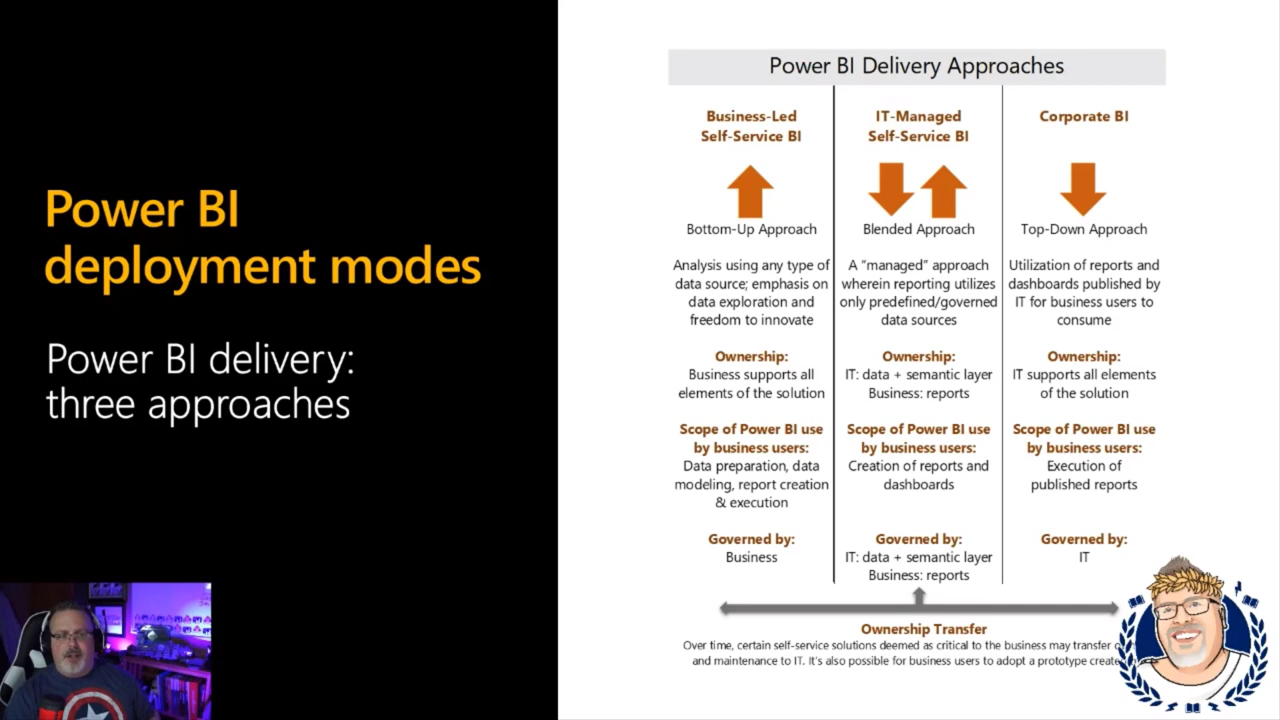 Power BI
deployment modes
Power BI delivery:
three approaches
Power BI Delivery Approaches
Business-Led
Self-Service BI
Bottom-Up Approach
Analysis using any type of
data source; emphasis on
data exploration and
freedom to innovate
Ownership:
Business supports all
elements of the solution
Scope of Power BI use
by business users:
Data preparation, data
modeling, report creation
& execution
Governed by:
Business
IT-Managed
Self-Service BI
Blended Approach
A “managed” approach
wherein reporting utilizes
only predefined/governed
data sources
Ownership:
IT: data + semantic layer
Business: reports
Scope of Power BI use
by business users:
Creation of reports and
dashboards
Governed by:
IT: data + semantic layer
Business: reports
Corporate BI
Top-Down Approach
Utilization of reports and
dashboards published by
IT for business users to
consume
Ownership:
IT supports all elements
of the solution
Scope of Power BI use
by business users:
Execution of
published reports
Governed by:
IT
Ownership Transfer
Over time, certain self-service solutions deemed as critical to the business may transfer
and maintenance to IT. It's also possible for business users to adopt a prototype